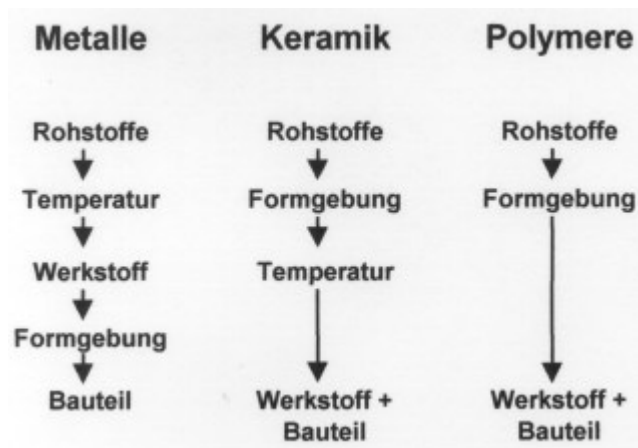 Metalle Keramik Polymere
Rohstoffe Rohstoffe Rohstoffe
Temperatur Formgebung Formgebung
Werkstoff Temperatur
Formgebung
Bauteil Werkstoff + Werkstoff +
Bauteil Bauteil